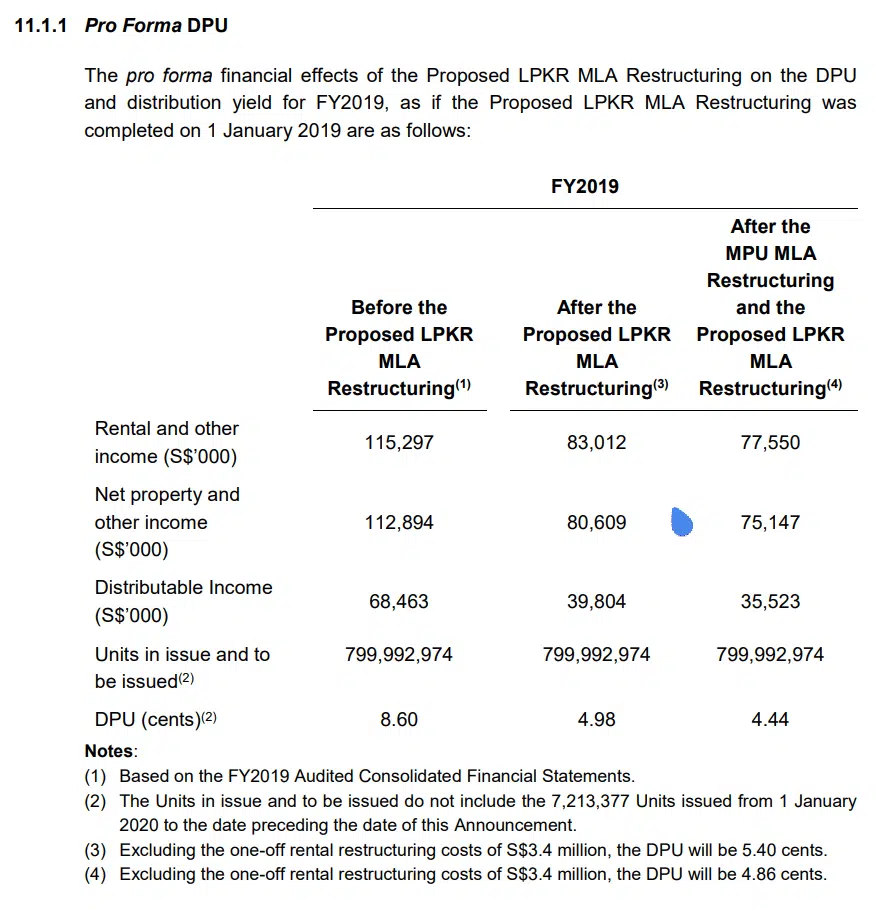 11.1.1 Pro Forma DPU
The pro forma financial effects of the Proposed LPKR MLA Restructuring on the DPU
and distribution yield for FY2019, as if the Proposed LPKR MLA Restructuring was
completed on 1 January 2019 are as follows:
FY2019
Before the Proposed LPKR MLA Restructuring(1)
After the Proposed LPKR MLA Restructuring(3)
After the MPU MLA Restructuring and the Proposed LPKR MLA Restructuring(4)
Rental and other income (S$'000) 115,297 83,012 77,550
Net property and other income (S$'000) 112,894 80,609 75,147
Distributable Income (S$'000) 68,463 39,804 35,523
Units in issue and to be issued(2) 799,992,974 799,992,974 799,992,974
DPU (cents)(2) 8.60 4.98 4.44
Notes:
(1) Based on the FY2019 Audited Consolidated Financial Statements.
(2) The Units in issue and to be issued do not include the 7,213,377 Units issued from 1 January
2020 to the date preceding the date of this Announcement.
(3) Excluding the one-off rental restructuring costs of S$3.4 million, the DPU will be 5.40 cents.
(4) Excluding the one-off rental restructuring costs of S$3.4 million, the DPU will be 4.86 cents.